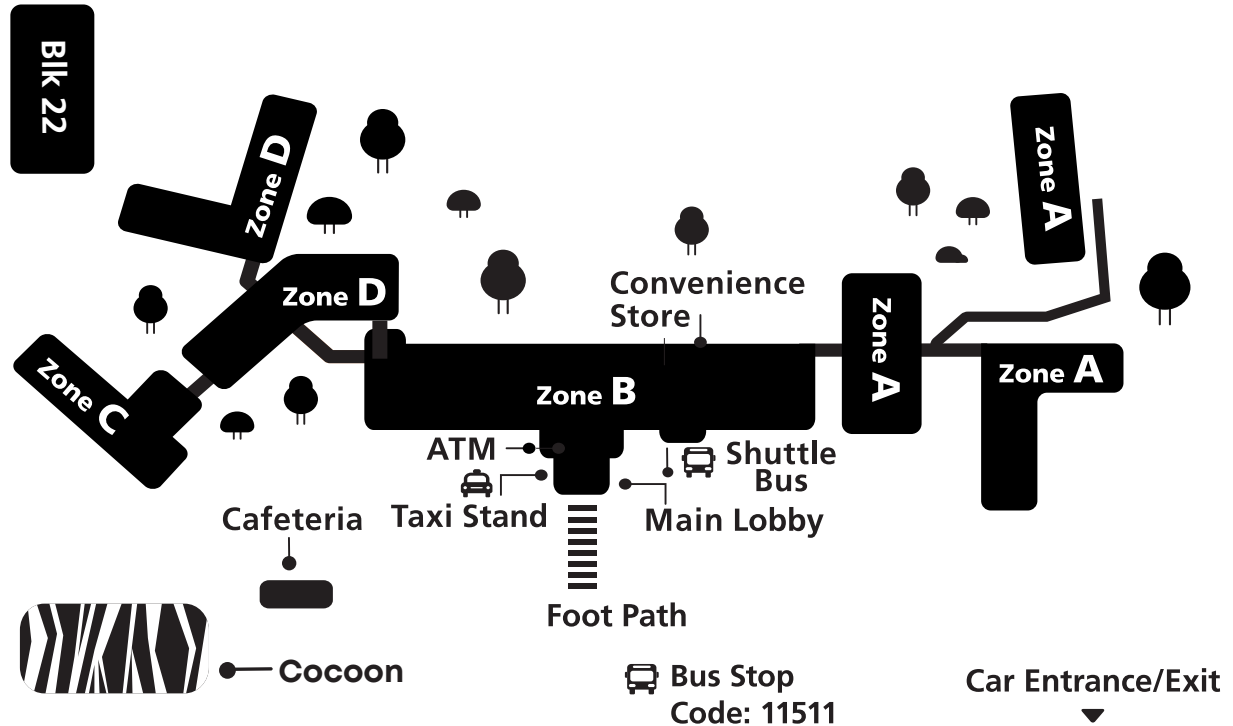 Blk 22
Zone D
Zone A
Zone D
Convenience
Store
Zone A
Zone A
Zone C
Zone B
ATM
Shuttle
Bus
Taxi Stand
Main Lobby
Cafeteria
Foot Path
Cocoon
Bus Stop
Code: 11511
Car Entrance/Exit